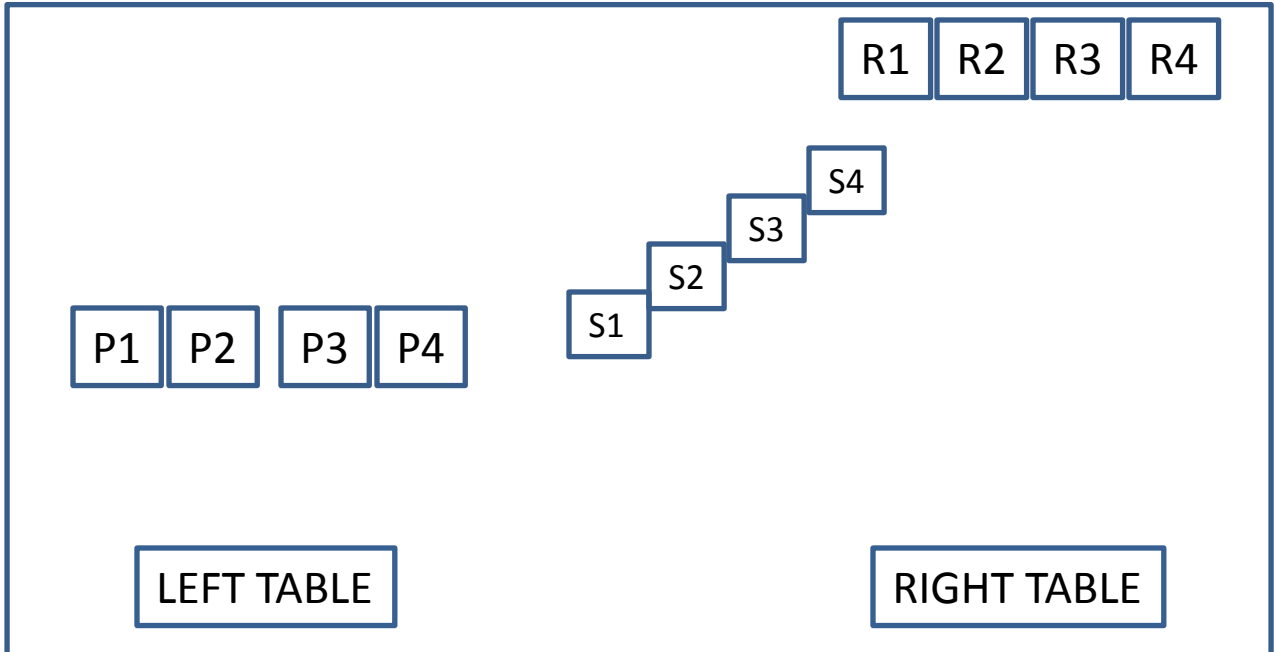 R1 R2 R3 R4
S4
S3
S2
S1
P1 P2 P3 P4
LEFT TABLE RIGHT TABLE